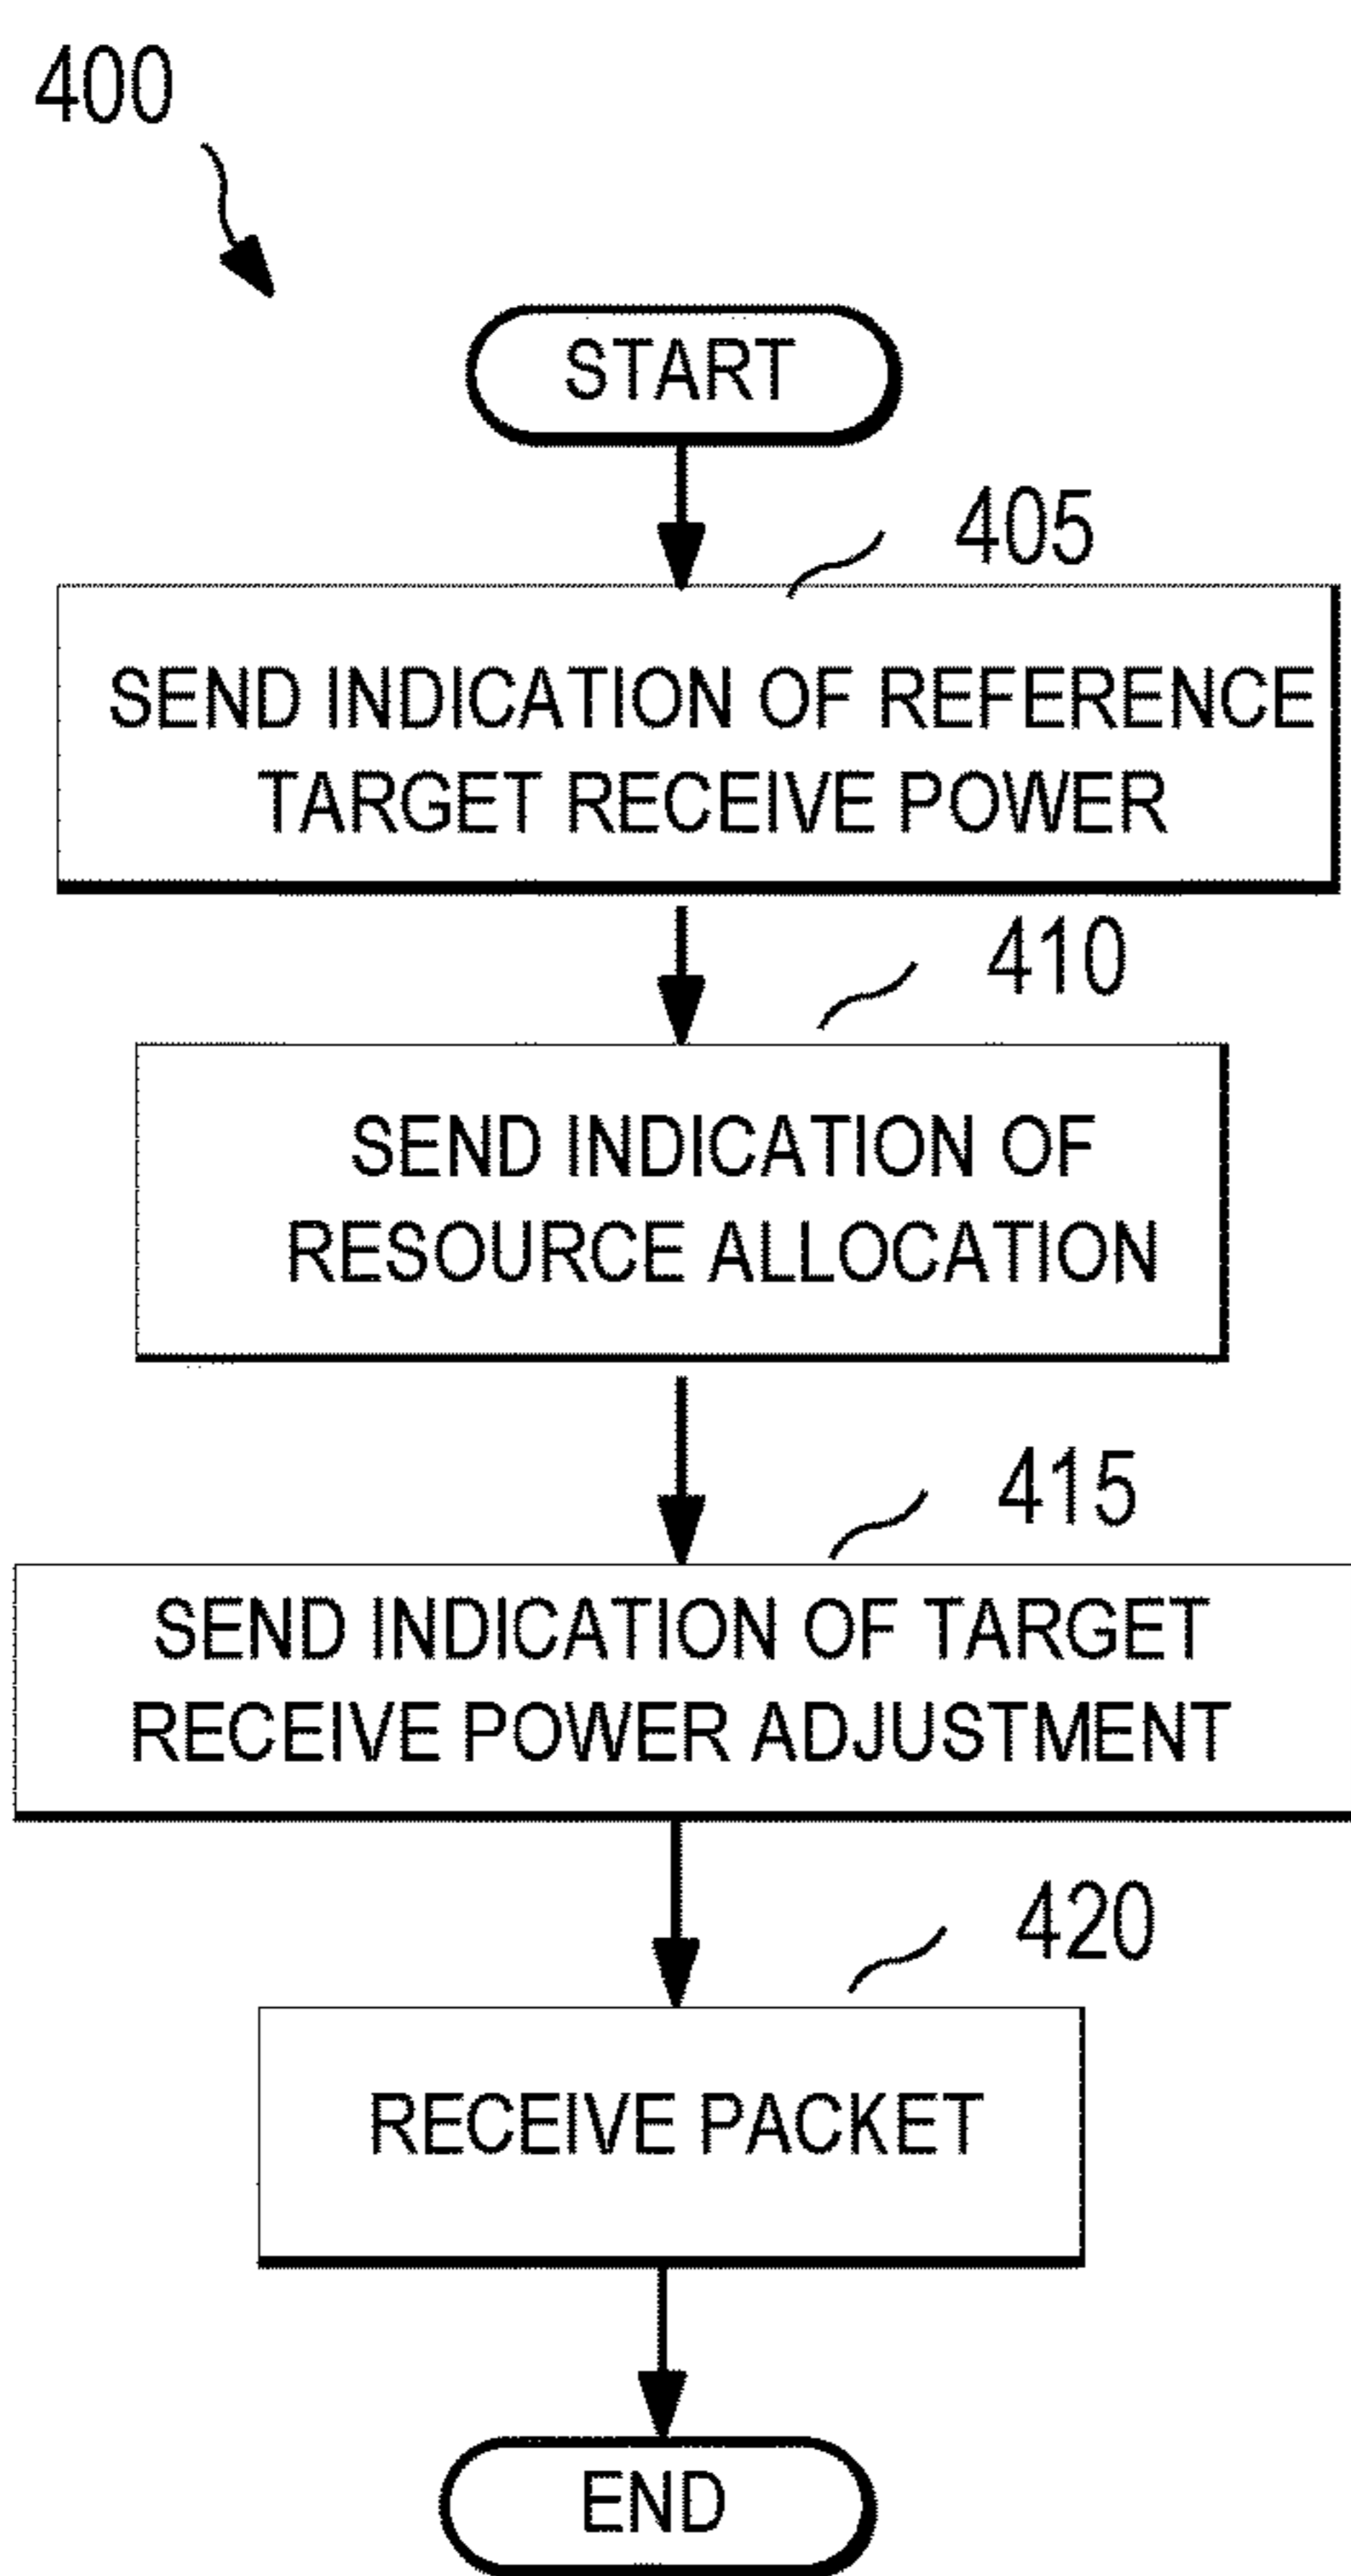 400
START
405
SEND INDICATION OF REFERENCE
TARGET RECEIVE POWER
410
SEND INDICATION OF
RESOURCE ALLOCATION
415
SEND INDICATION OF TARGET
RECEIVE POWER ADJUSTMENT
420
RECEIVE PACKET
END